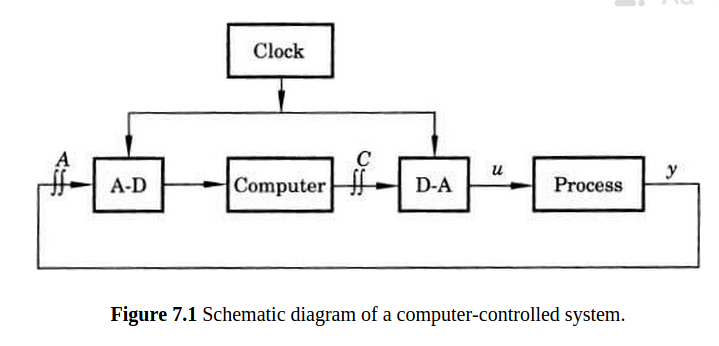 Clock
A
C
A-D
Computer
D-A
u
Process
y
Figure 7.1 Schematic diagram of a computer-controlled system.